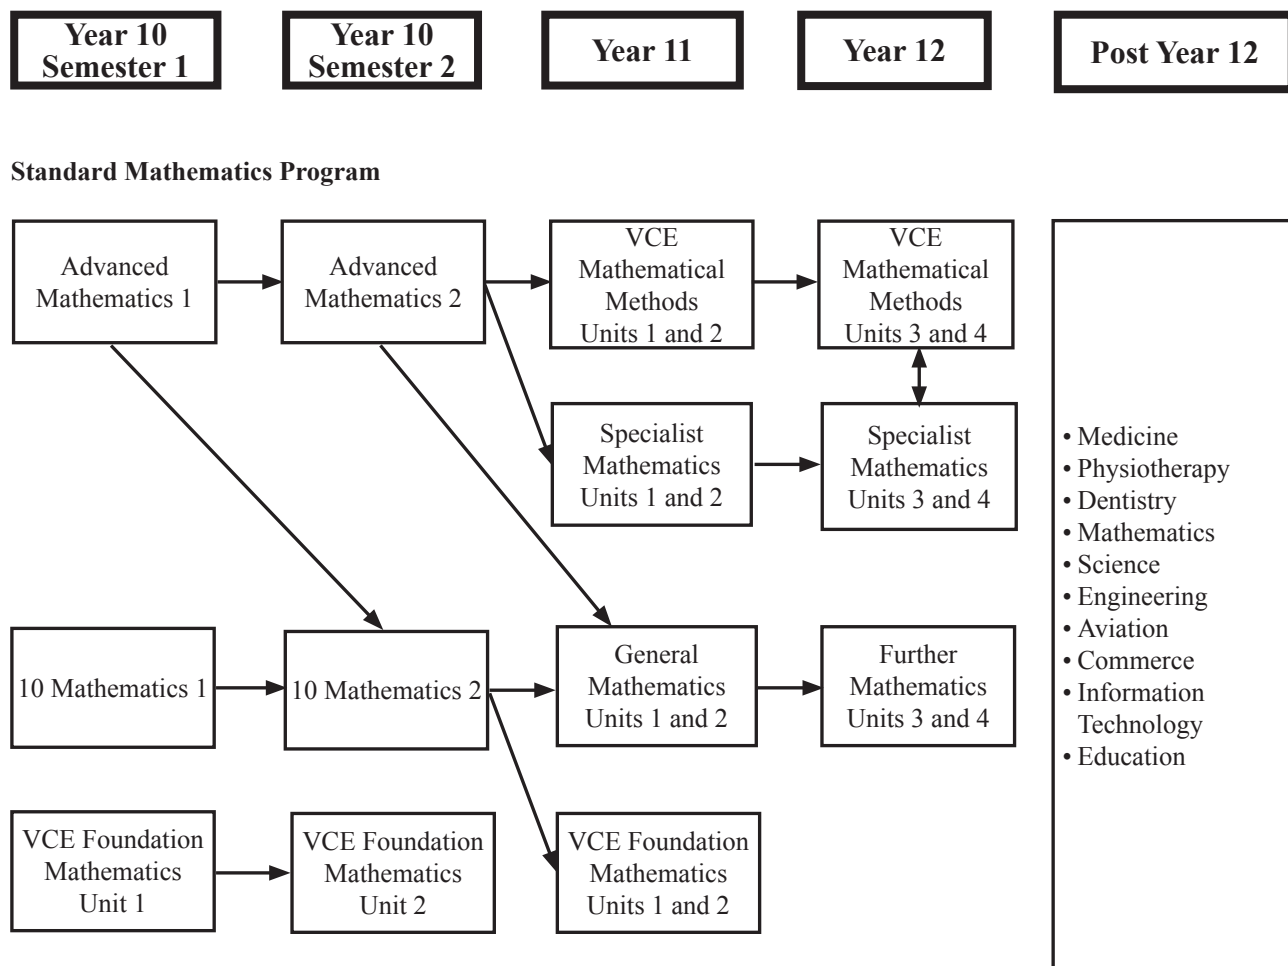 Year 10
Semester 1
Year 10
Semester 2
Year 11
Year 12
Post Year 12
Standard Mathematics Program
Advanced
Mathematics 1
Advanced
Mathematics 2
VCE
Mathematical
Methods
Units 1 and 2
VCE
Mathematical
Methods
Units 3 and 4
Specialist
Mathematics
Units 1 and 2
Specialist
Mathematics
Units 3 and 4
10 Mathematics 1
10 Mathematics 2
General
Mathematics
Units 1 and 2
Further
Mathematics
Units 3 and 4
VCE Foundation
Mathematics
Unit 1
VCE Foundation
Mathematics
Unit 2
VCE Foundation
Mathematics
Units 1 and 2
• Medicine
• Physiotherapy
• Dentistry
• Mathematics
• Science
• Engineering
• Aviation
• Commerce
• Information
Technology
• Education